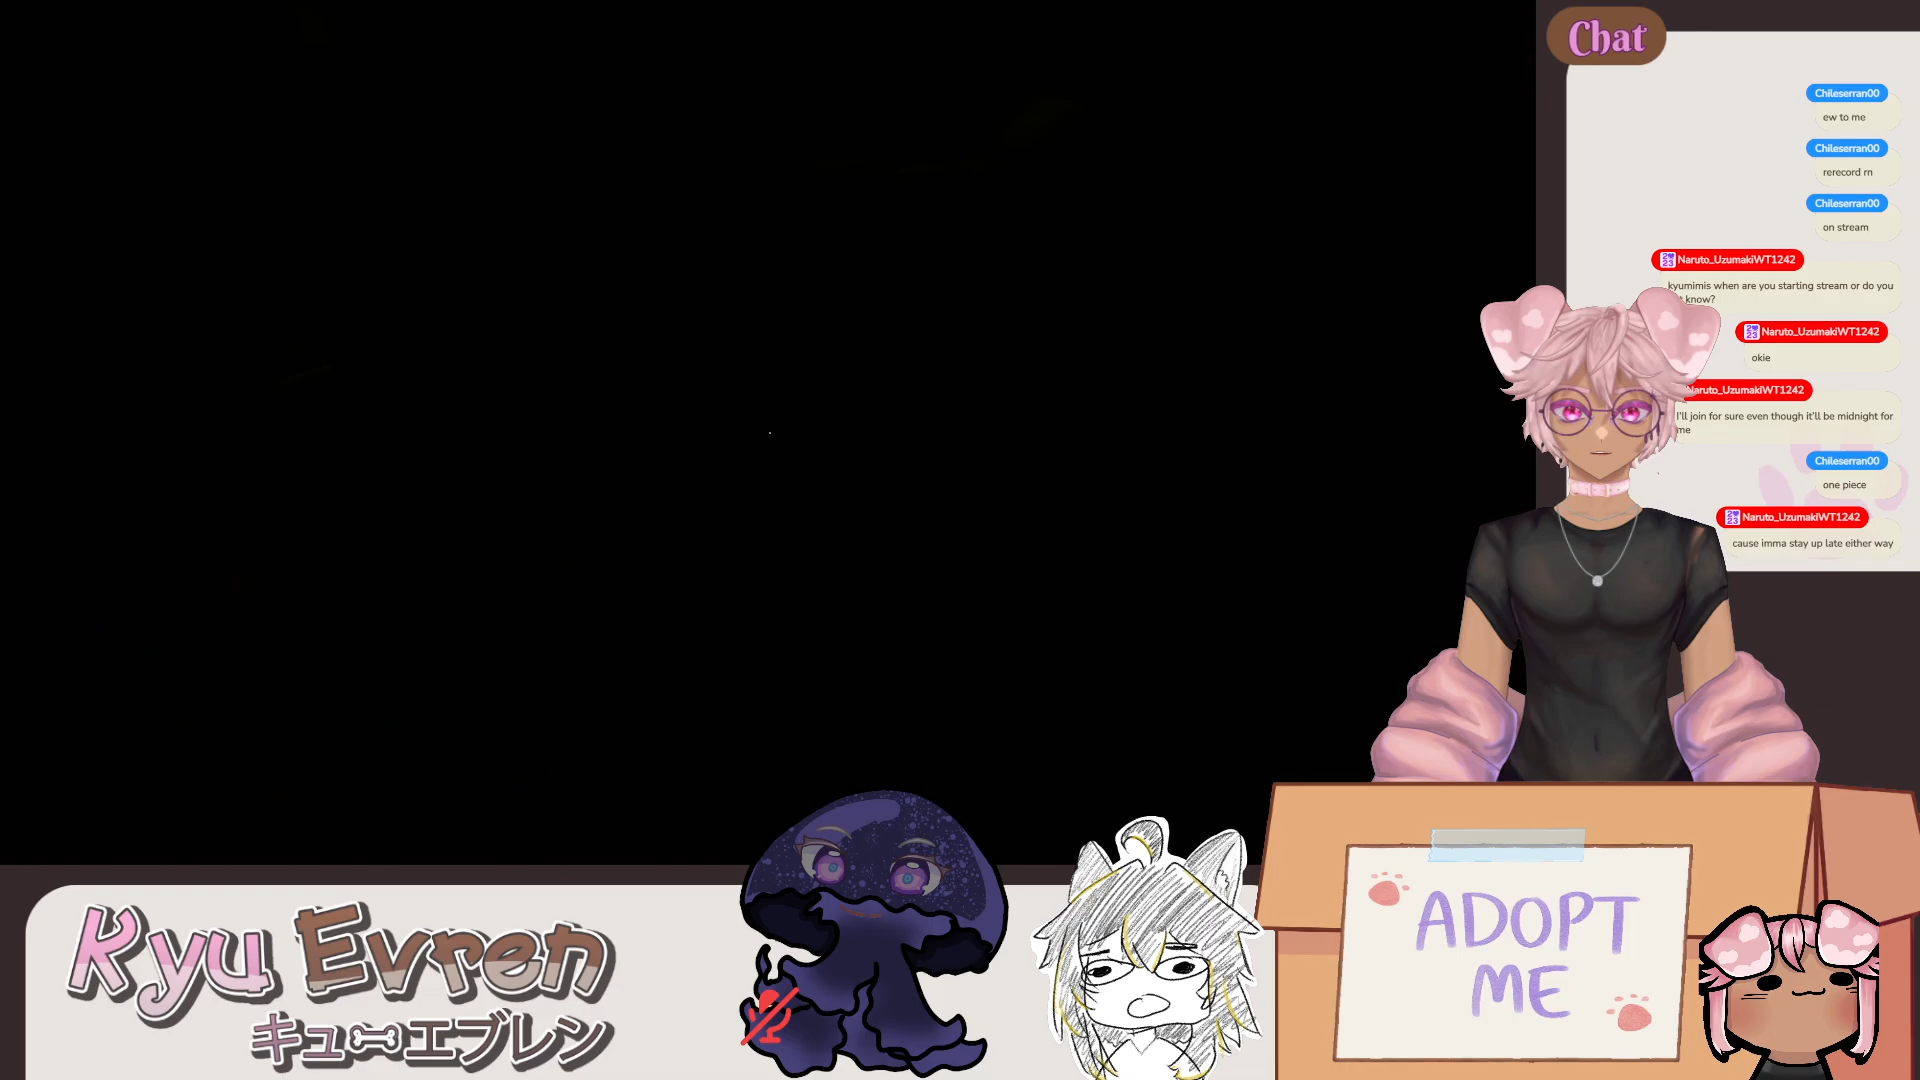 Chat
Chileserran00
ew to me
Chileserran00
rerecord rn
Chileserran00
on stream
Naruto_UzumakiWT1242
kyumimis when are you starting stream or do you
know?
Naruto_UzumakiWT1242
okie
Naruto_UzumakiWT1242
I'll join for sure even though it'll be midnight for
me
Chileserran00
one piece
Naruto_UzumakiWT1242
cause imma stay up late either way
Kyu Evren
キューエブレン
ADOPT
ME